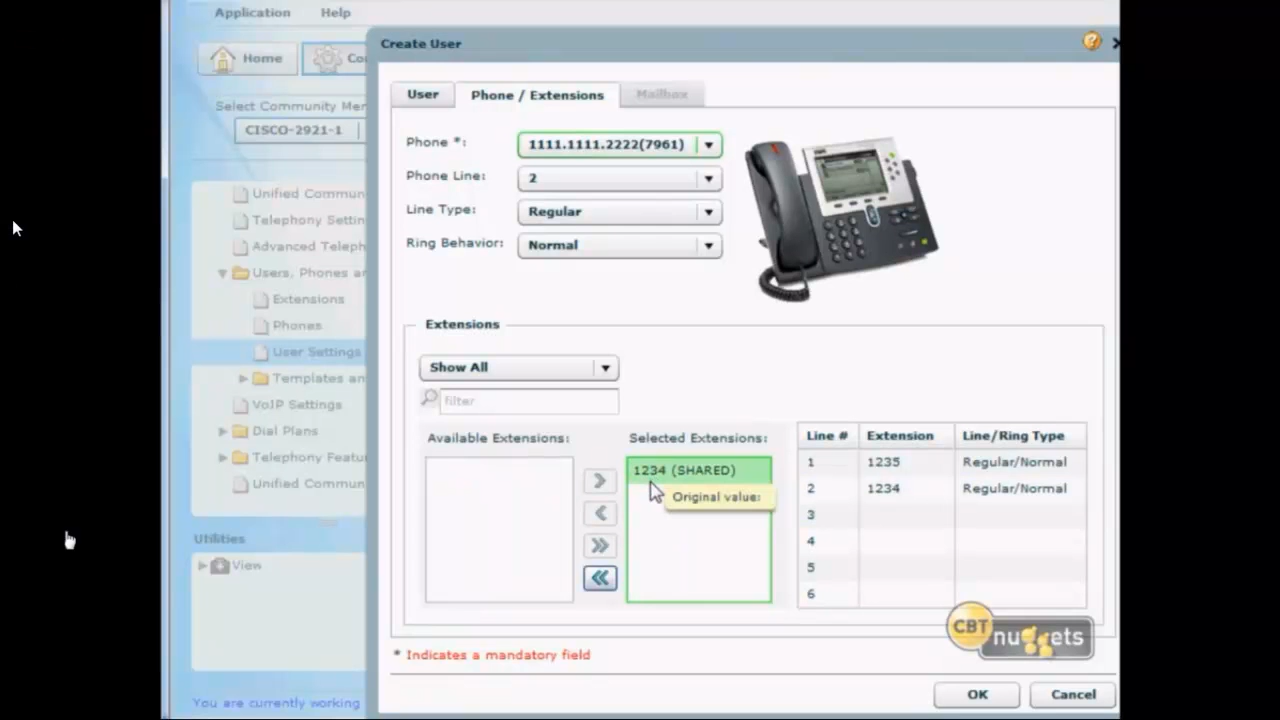 Application Help
Create User
Home
Select Community Mem
CISCO-2921-1
Unified Commun
Telephony Settin
Advanced Teleph
Users, Phones an
Extensions
Phones
User Settings
Templates an
VoIP Settings
Dial Plans
Telephony Featu
Unified Commun
Utilities
View
You are currently working
User
Phone / Extensions
Mailbox
Phone *:
1111.1111.2222(7961)
Phone Line:
2
Line Type:
Regular
Ring Behavior:
Normal
Extensions
Show All
filter
Available Extensions:
Selected Extensions:
1234 (SHARED)
Original value:
Line # Extension Line/Ring Type
1 1235 Regular/Normal
2 1234 Regular/Normal
3
4
5
6
CBT nuggets
* Indicates a mandatory field
OK
Cancel